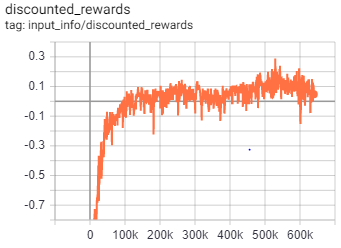 discounted_rewards
tag: input_info/discounted_rewards
0.3
0.1
-0.1
-0.3
-0.5
-0.7
0 100k 200k 300k 400k 500k 600k